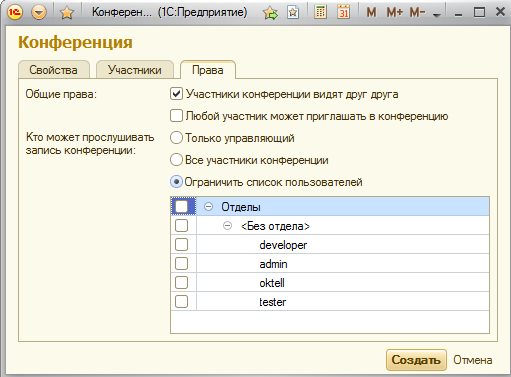 Конферен... (1С:Предприятие)
31 M M+ M-
Конференция
Свойства Участники Права
Общие права: Участники конференции видят друг друга
Любой участник может приглашать в конференцию
Кто может прослушивать запись конференции: Только управляющий
Все участники конференции
Ограничить список пользователей
Отделы
<Без отдела>
developer
admin
oktell
tester
Создать Отмена